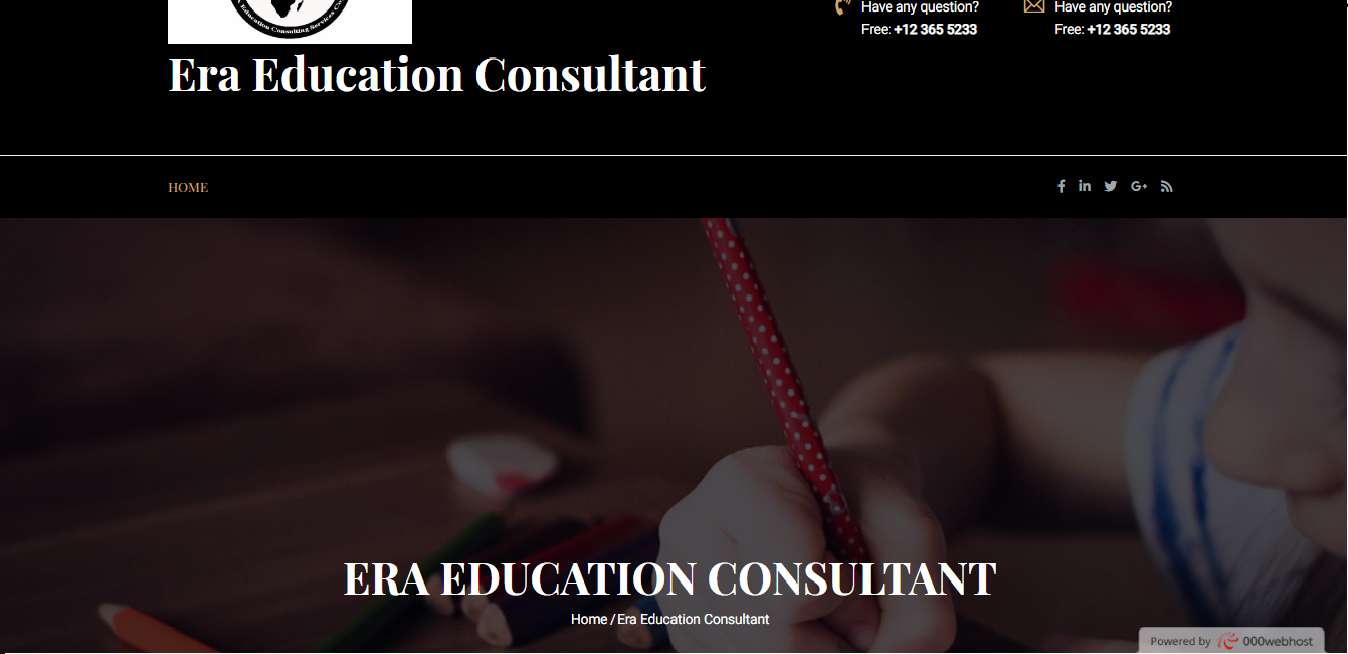 Education Consulting Services Co
Have any question?
Free: +12 365 5233
Have any question?
Free: +12 365 5233
Era Education Consultant
HOME
ERA EDUCATION CONSULTANT
Home / Era Education Consultant
Powered by 000webhost